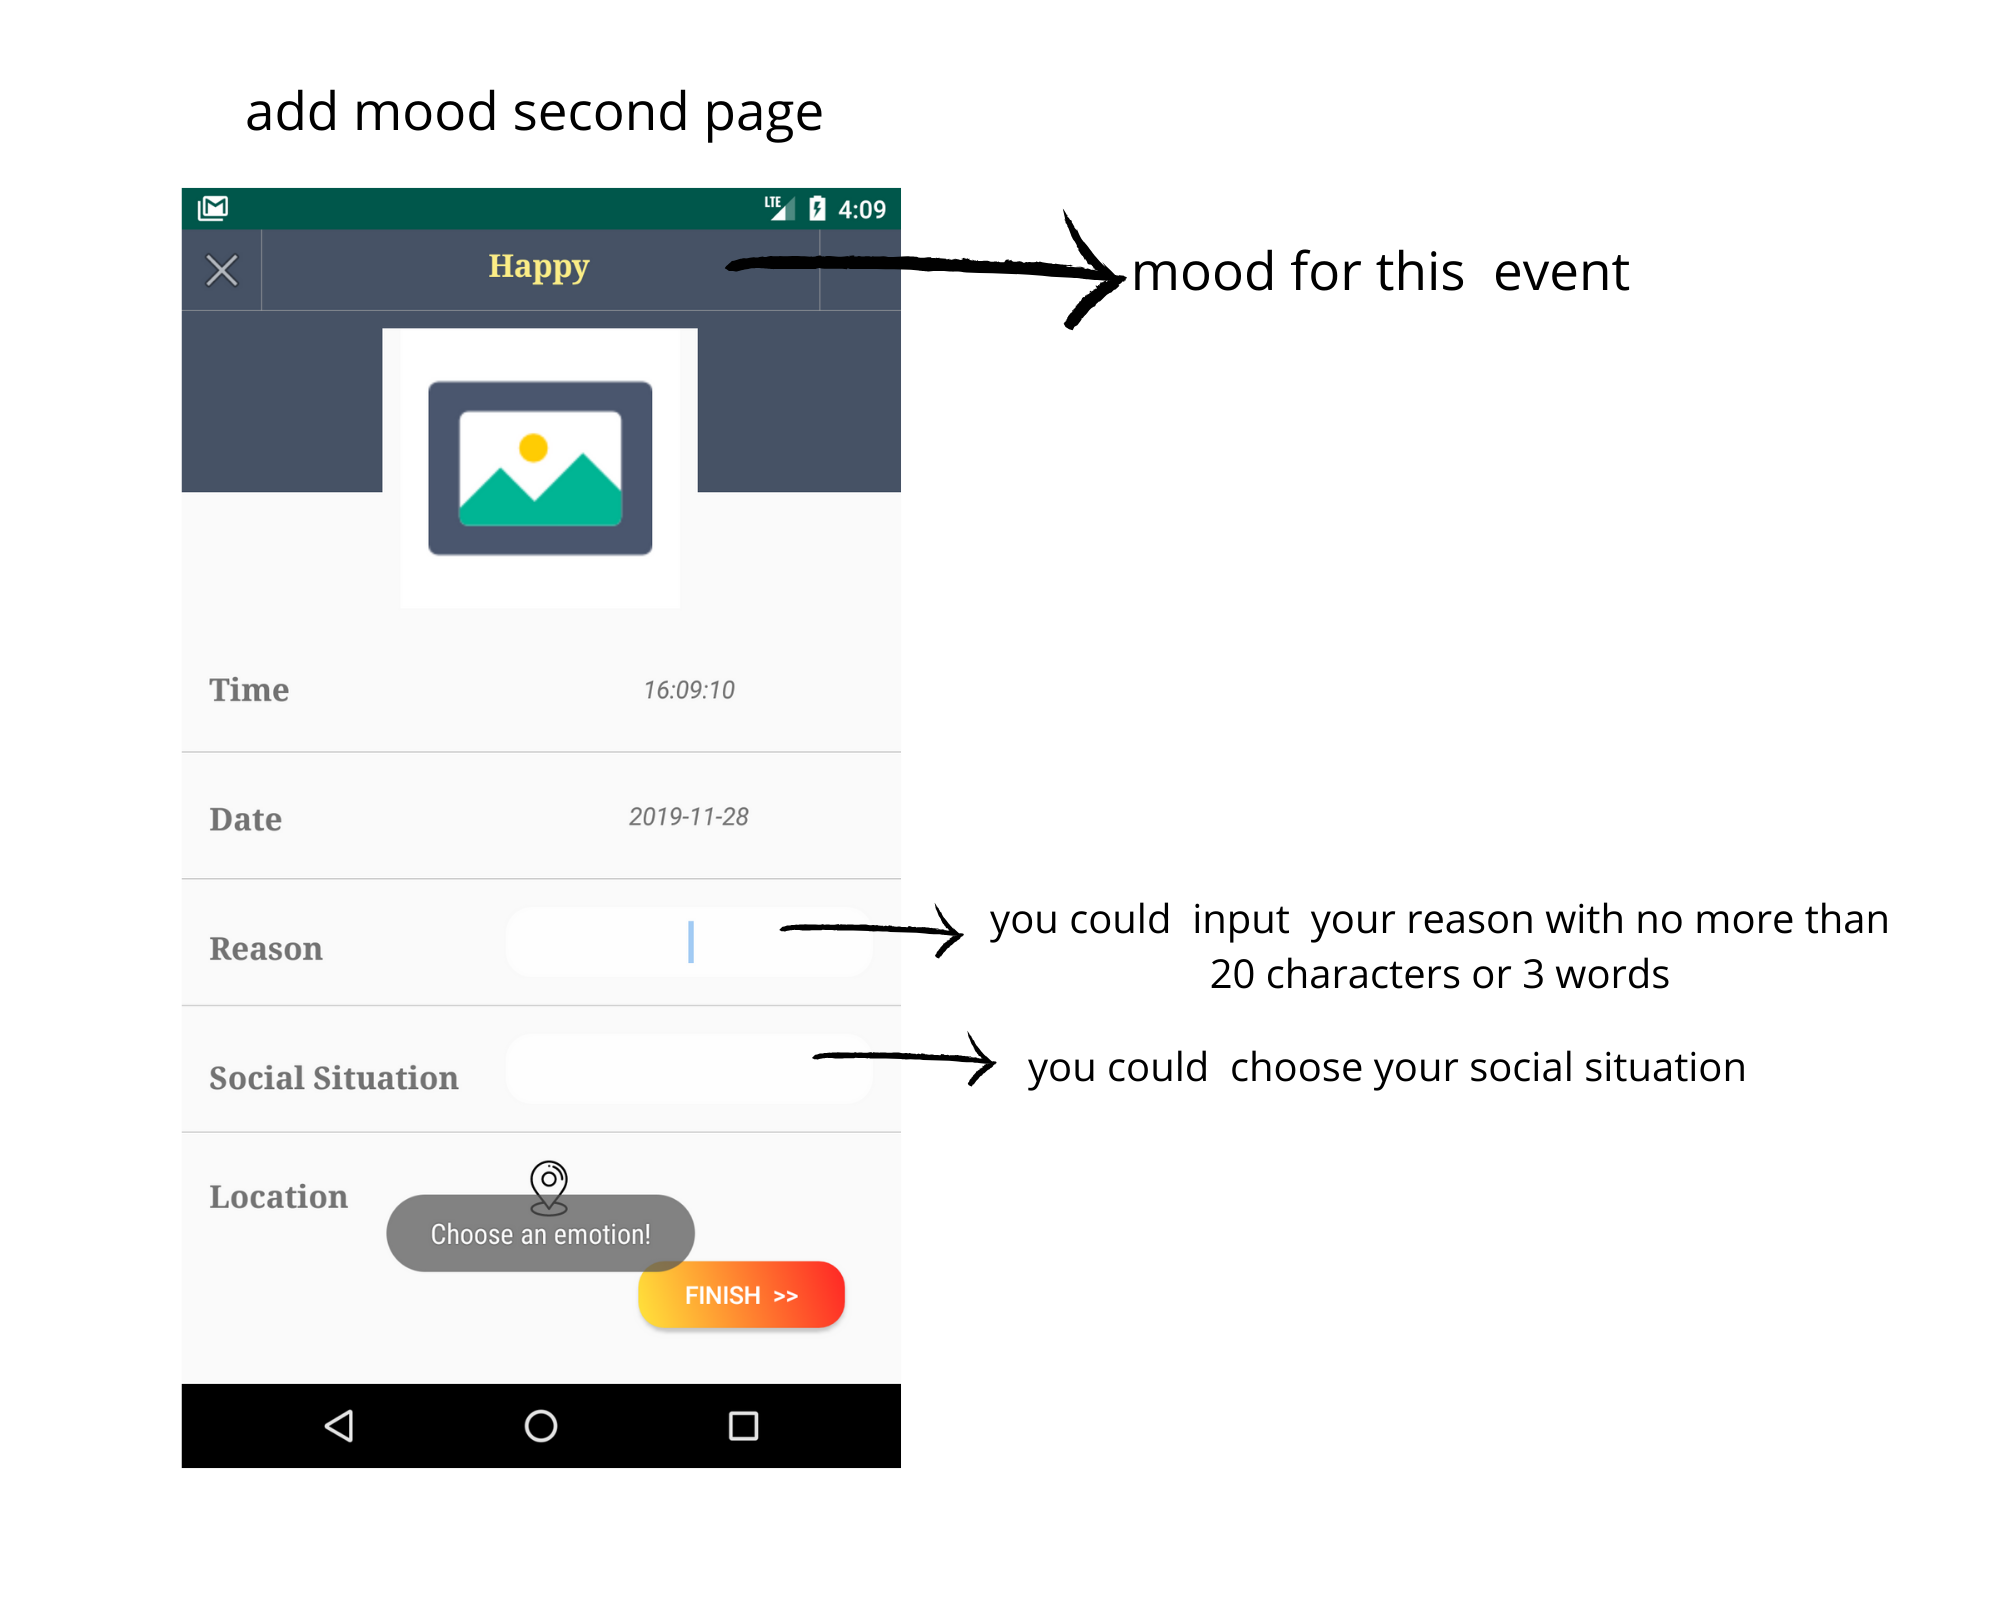 add mood second page
LTE 4:09
Happy
mood for this event
Time 16:09:10
Date 2019-11-28
Reason
you could input your reason with no more than
20 characters or 3 words
Social Situation
you could choose your social situation
Location
Choose an emotion!
FINISH >>